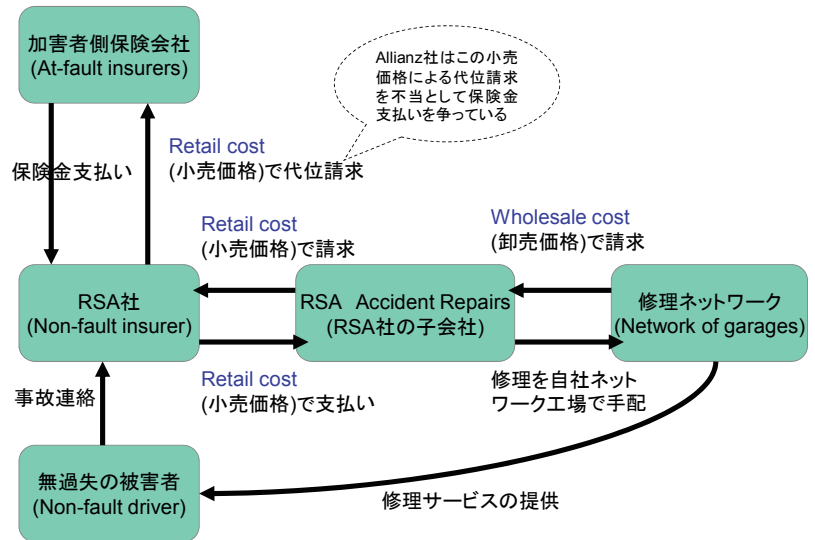 加害者側保険会社
(At-fault insurers)
Allianz社はこの小売
価格による代位請求
を不当として保険金
支払いを争っている
保険金支払い
Retail cost
(小売価格)で代位請求
Retail cost
(小売価格)で請求
Wholesale cost
(卸売価格)で請求
RSA社
(Non-fault insurer)
RSA Accident Repairs
(RSA社の子会社)
修理ネットワーク
(Network of garages)
事故連絡
Retail cost
(小売価格)で支払い
修理を自社ネット
ワーク工場で手配
無過失の被害者
(Non-fault driver)
修理サービスの提供